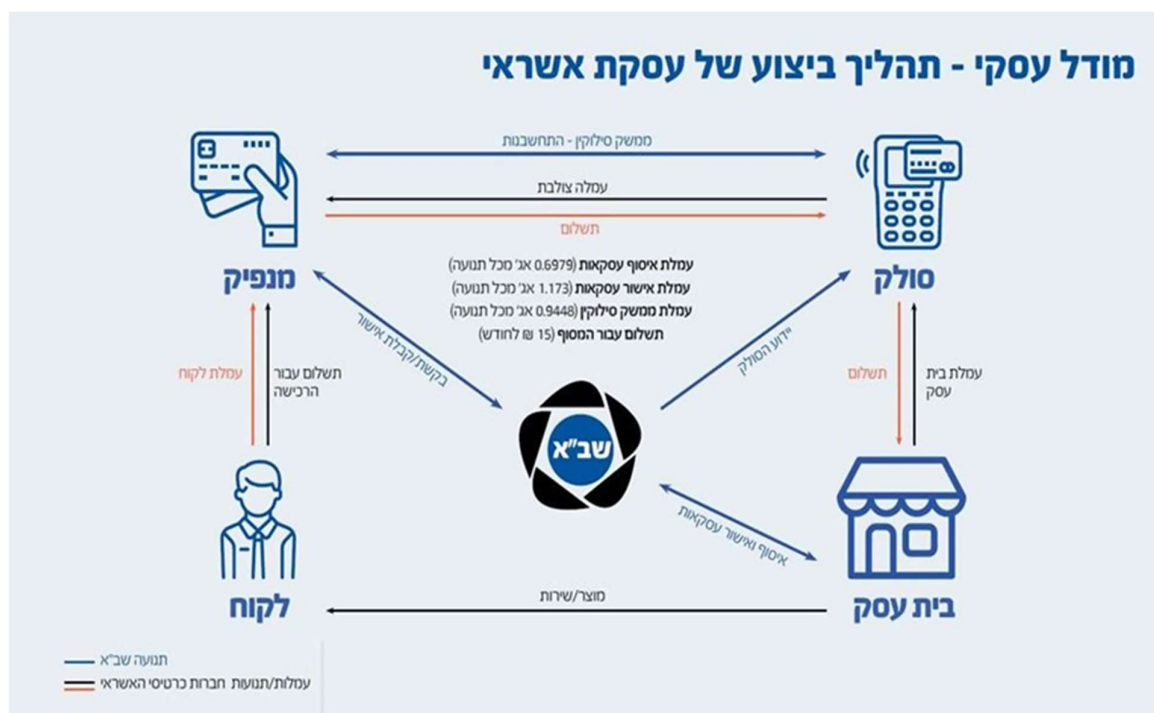 מודל עסקי - תהליך ביצוע של עסקת אשראי
ממשק סילוקין - התחשבנות
עמלה צולבת
תשלום
סולק
מנפיק
עמלת איסוף עסקאות (0.6979 אג' מכל תנועה)
עמלת אישור עסקאות (1.173 אג' מכל תנועה)
עמלת ממשק סילוקין (0.9448 אג' מכל תנועה)
תשלום עבור המסוף (15 ₪ לחודש)
יידוע הסולק
בקשת/קבלת אישור
עמלת בית
עסק
תשלום
תשלום עבור
הרכישה
עמלת לקוח
שב"א
איסוף ואישור עסקאות
מוצר/שירות
בית עסק
לקוח
תנועה שב"א
עמלות/תנועות חברות כרטיסי האשראי